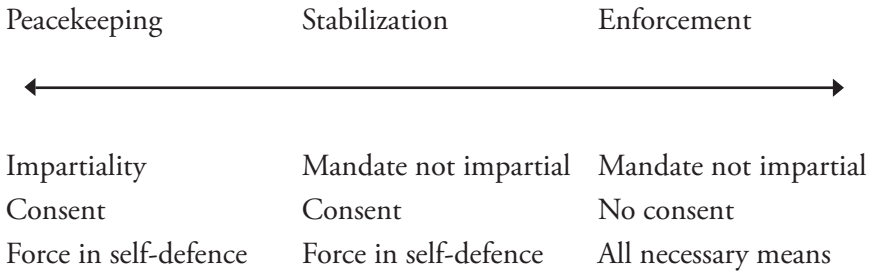 Peacekeeping Stabilization Enforcement
Impartiality Mandate not impartial Mandate not impartial
Consent Consent No consent
Force in self-defence Force in self-defence All necessary means